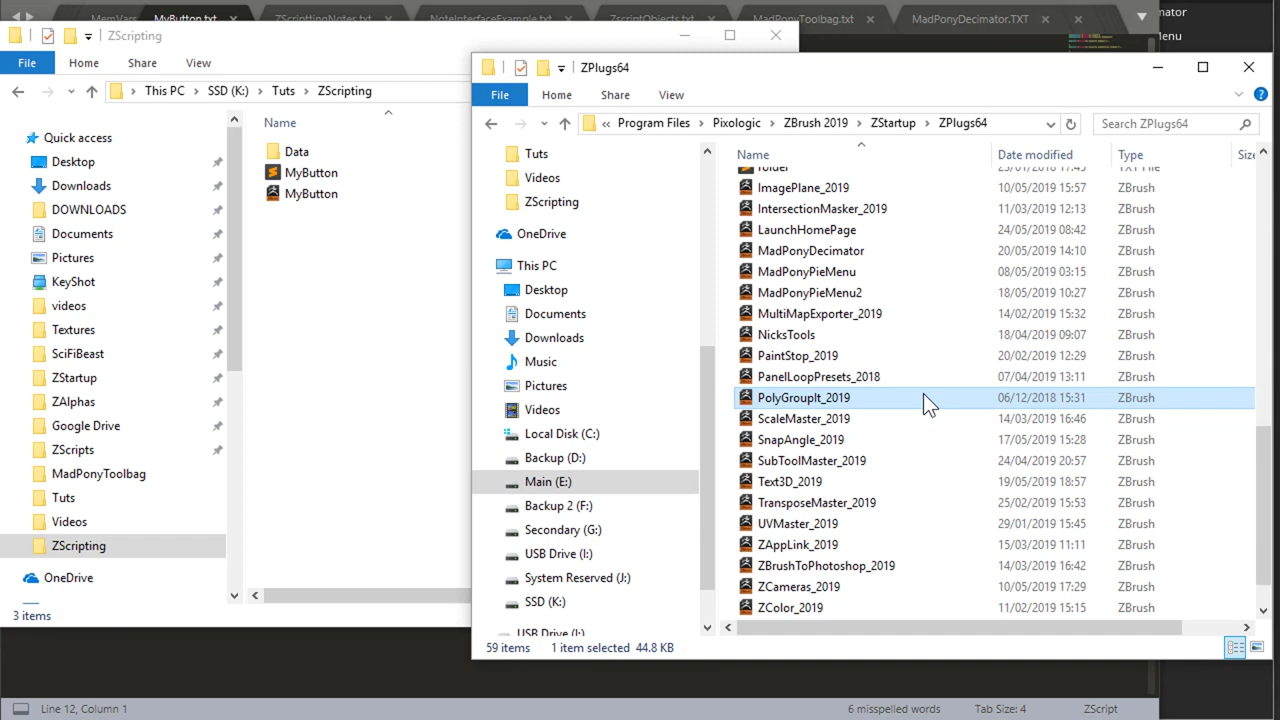 MemVars
MyButton.txt
ZScripttingNotes.txt
NoteInterfaceExample.txt
ZscriptObjects.txt
MadPonyToolbag.txt
MadPonyDecimator.TXT
ZScripting
File Home Share View
This PC SSD (K:) Tuts ZScripting
Quick access
Desktop
Downloads
DOWNLOADS
Documents
Pictures
KeyShot
videos
Textures
SciFiBeast
ZStartup
ZAlphas
Google Drive
ZScripts
MadPonyToolbag
Tuts
Videos
ZScripting
OneDrive
3 items
Name
Data
MyButton
MyButton
ZPlugs64
File Home Share View
« Program Files Pixologic ZBrush 2019 ZStartup ZPlugs64
Search ZPlugs64
Tuts
Videos
ZScripting
OneDrive
This PC
Desktop
Documents
Downloads
Music
Pictures
Videos
Local Disk (C:)
Backup (D:)
Main (E:)
Backup 2 (F:)
Secondary (G:)
USB Drive (I:)
System Reserved (J:)
SSD (K:)
USB Drive (I:)
Name Date modified Type Size
folder 23/01/2018 17:45 TXT File
ImagePlane_2019 10/05/2019 15:57 ZBrush
IntersectionMasker_2019 11/03/2019 12:13 ZBrush
LaunchHomePage 24/05/2019 08:42 ZBrush
MadPonyDecimator 20/05/2019 14:10 ZBrush
MadPonyPieMenu 08/05/2019 03:15 ZBrush
MadPonyPieMenu2 18/05/2019 10:27 ZBrush
MultiMapExporter_2019 14/02/2019 15:32 ZBrush
NicksTools 18/04/2019 09:07 ZBrush
PaintStop_2019 20/02/2019 12:29 ZBrush
PanelLoopPresets_2018 07/04/2019 13:11 ZBrush
PolyGroupIt_2019 06/12/2018 15:31 ZBrush
ScaleMaster_2019 14/03/2019 16:46 ZBrush
SnapAngle_2019 17/05/2019 15:28 ZBrush
SubToolMaster_2019 24/04/2019 20:57 ZBrush
Text3D_2019 19/05/2019 18:57 ZBrush
TransposeMaster_2019 25/02/2019 15:53 ZBrush
UVMaster_2019 29/01/2019 15:45 ZBrush
ZAppLink_2019 15/03/2019 11:11 ZBrush
ZBrushToPhotoshop_2019 14/03/2019 16:42 ZBrush
ZCameras_2019 10/05/2019 17:29 ZBrush
ZColor_2019 11/02/2019 15:15 ZBrush
59 items 1 item selected 44.8 KB
Line 12, Column 1 6 misspelled words Tab Size: 4 ZScript